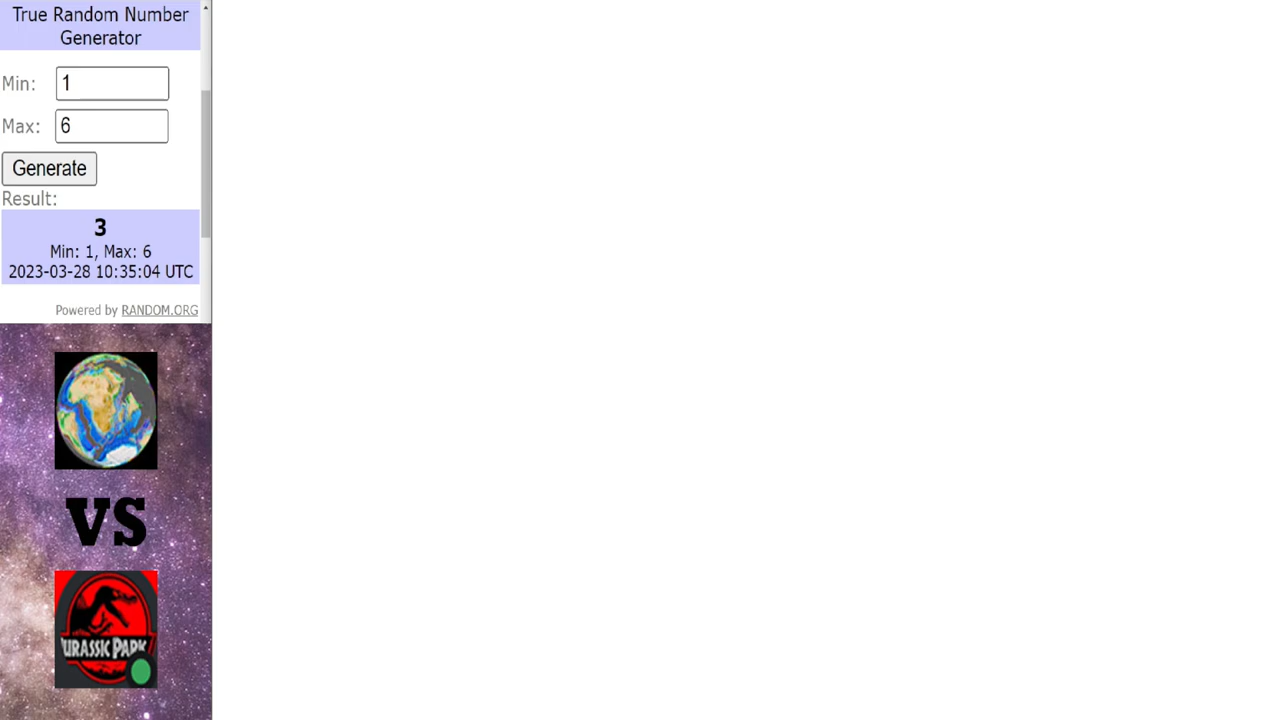 True Random Number
Generator
Min: 1
Max: 6
Generate
Result:
3
Min: 1, Max: 6
2023-03-28 10:35:04 UTC
Powered by RANDOM.ORG
VS
JURASSIC PARK